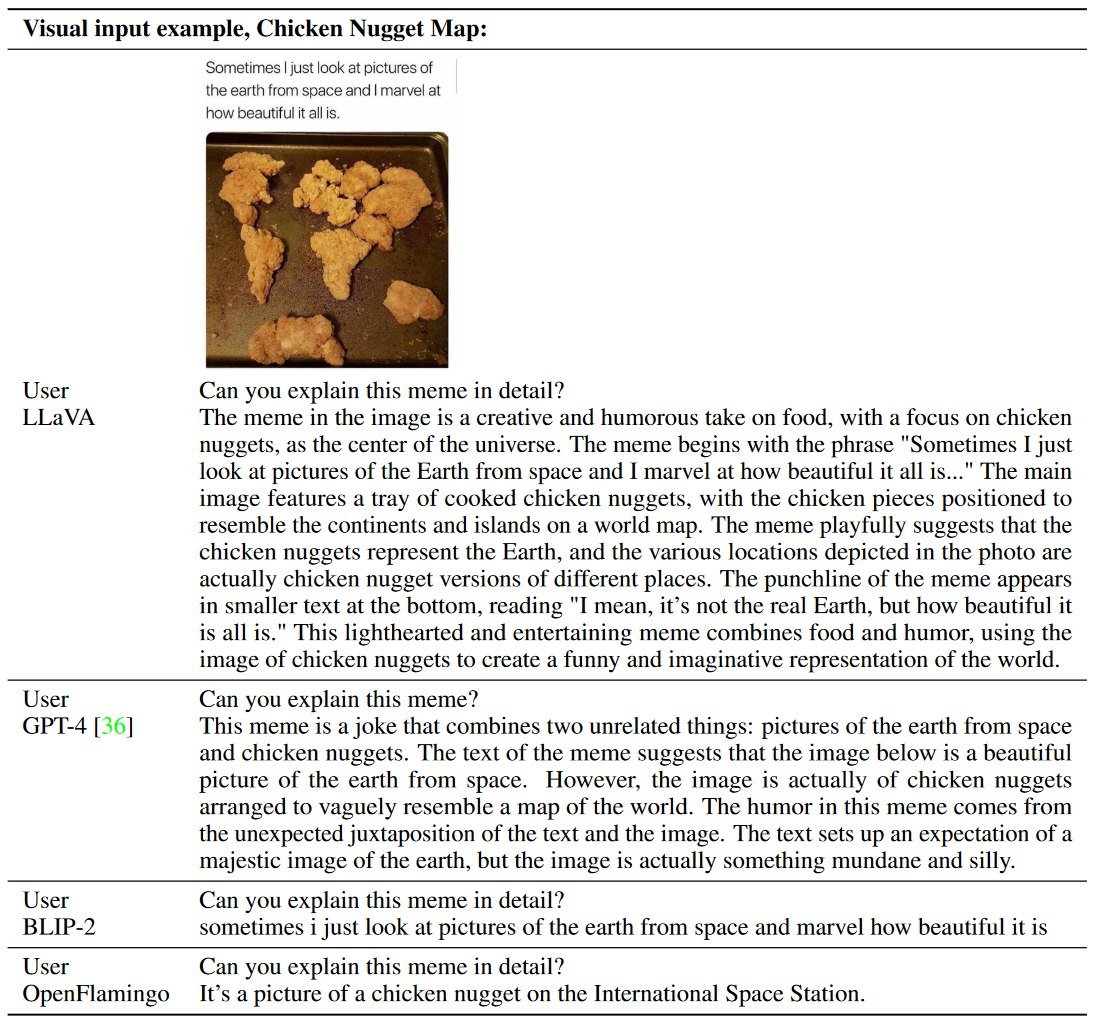 Visual input example, Chicken Nugget Map:
Sometimes I just look at pictures of
the earth from space and I marvel at
how beautiful it all is.
User Can you explain this meme in detail?
LLaVA The meme in the image is a creative and humorous take on food, with a focus on chicken
nuggets, as the center of the universe. The meme begins with the phrase "Sometimes I just
look at pictures of the Earth from space and I marvel at how beautiful it all is..." The main
image features a tray of cooked chicken nuggets, with the chicken pieces positioned to
resemble the continents and islands on a world map. The meme playfully suggests that the
chicken nuggets represent the Earth, and the various locations depicted in the photo are
actually chicken nugget versions of different places. The punchline of the meme appears
in smaller text at the bottom, reading "I mean, it's not the real Earth, but how beautiful it
is all is." This lighthearted and entertaining meme combines food and humor, using the
image of chicken nuggets to create a funny and imaginative representation of the world.
User Can you explain this meme?
GPT-4 [36] This meme is a joke that combines two unrelated things: pictures of the earth from space
and chicken nuggets. The text of the meme suggests that the image below is a beautiful
picture of the earth from space. However, the image is actually of chicken nuggets
arranged to vaguely resemble a map of the world. The humor in this meme comes from
the unexpected juxtaposition of the text and the image. The text sets up an expectation of a
majestic image of the earth, but the image is actually something mundane and silly.
User Can you explain this meme in detail?
BLIP-2 sometimes i just look at pictures of the earth from space and marvel how beautiful it is
User Can you explain this meme in detail?
OpenFlamingo It's a picture of a chicken nugget on the International Space Station.